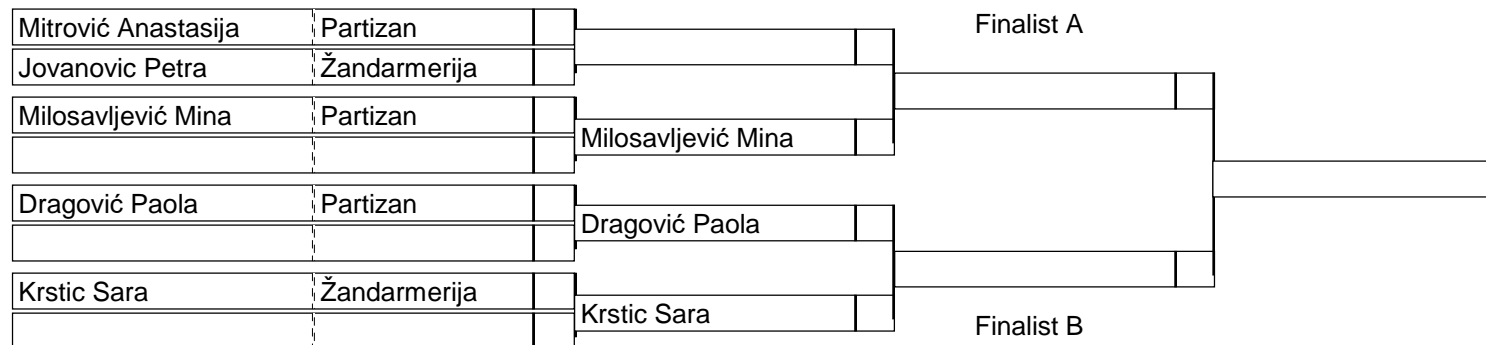 Mitrović Anastasija Partizan
Finalist A
Jovanovic Petra Žandarmerija
Milosavljević Mina Partizan
Milosavljević Mina
Dragović Paola Partizan
Dragović Paola
Krstic Sara Žandarmerija
Krstic Sara
Finalist B